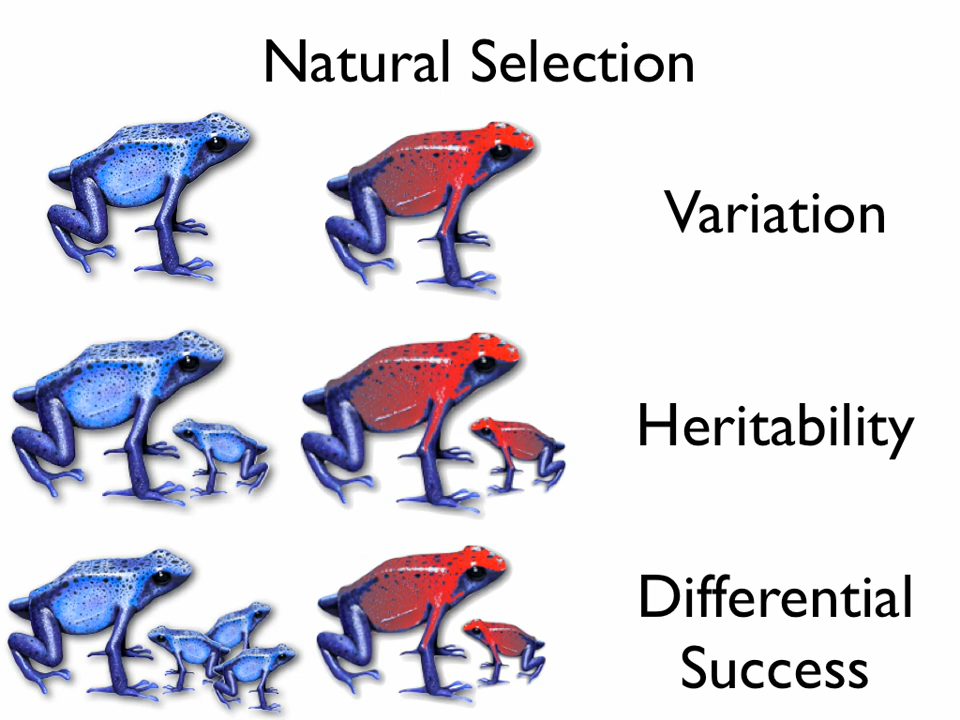 Natural Selection
Variation
Heritability
Differential
Success